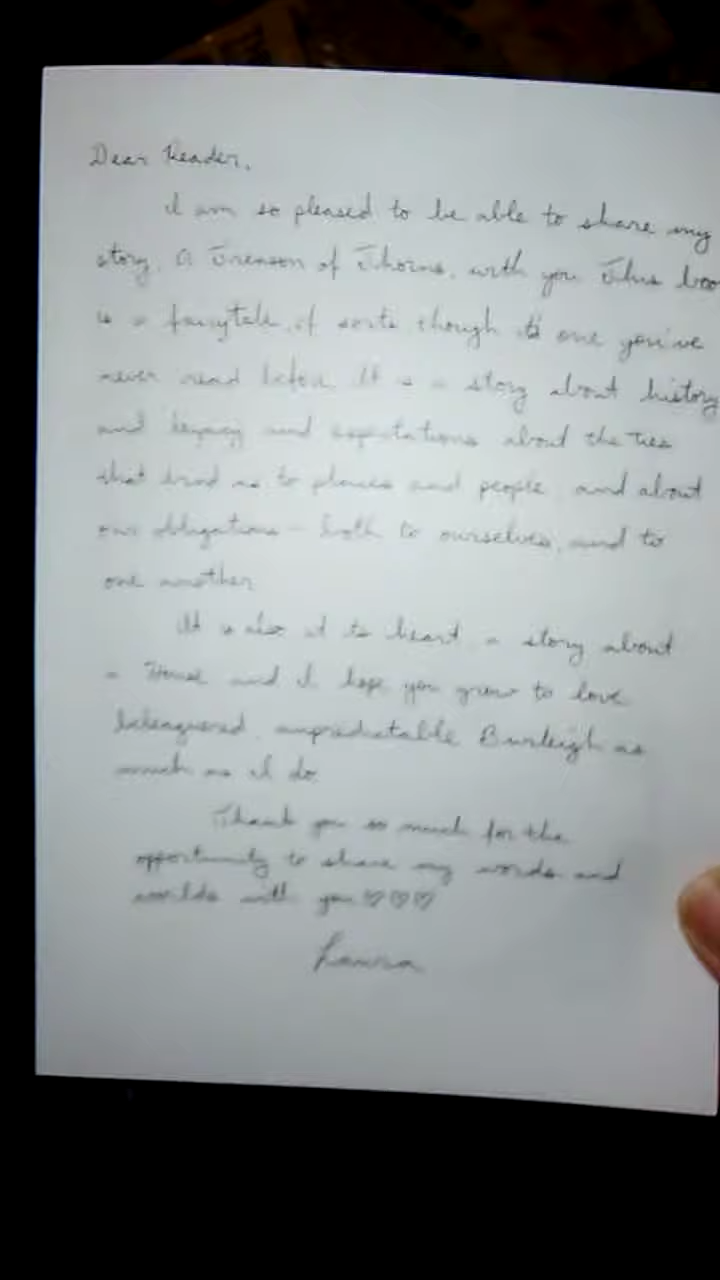 Dear Reader,
I am so pleased to be able to share my
story, A Treason of Thorns, with you. This boo
is a fairytale, of sorts though it's one you've
never read before. It is a story about history
and legacy and expectations about the ties
that bind us to places and people, and about
our obligations - both to ourselves, and to
one another.
It is also at its heart, a story about
a House and I hope you grow to love
beleaguered, unpredictable Burleigh as
much as I do.
Thank you so much for the
opportunity to share my words and
worlds with you ♡♡♡
Laura